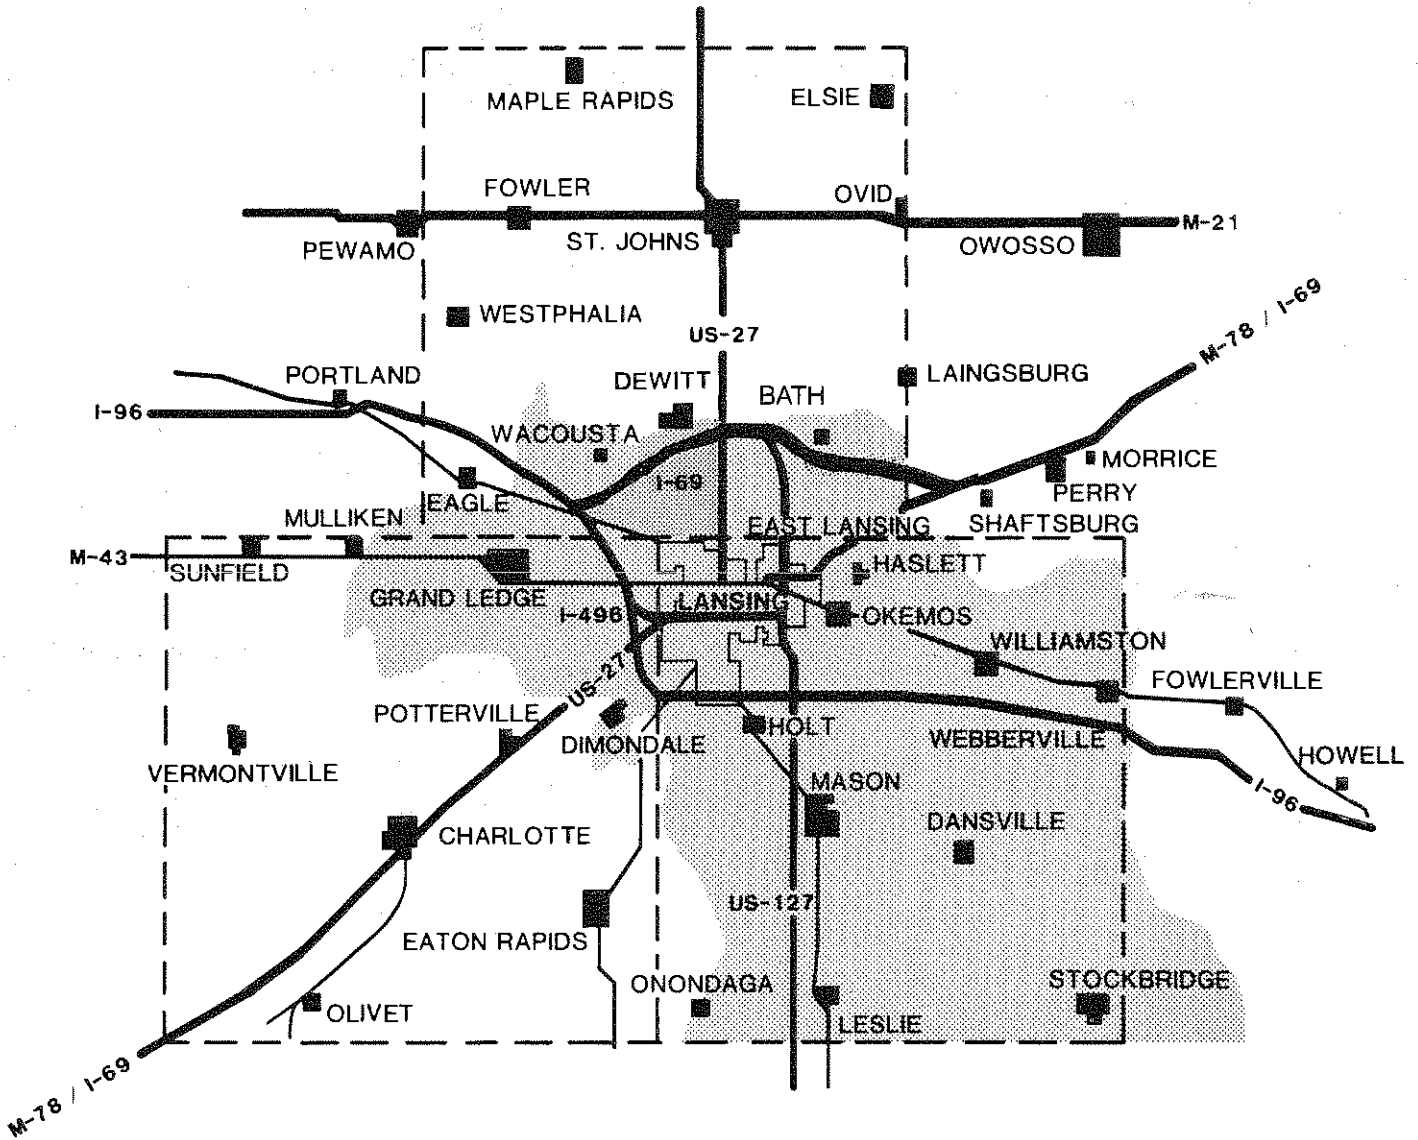 MAPLE RAPIDS
ELSIE
FOWLER
OVID
PEWAMO
ST. JOHNS
OWOSSO
M-21
WESTPHALIA
US-27
M-78 / I-69
PORTLAND
DEWITT
BATH
LAINGSBURG
I-96
WACOUSTA
MORRICE
I-69
PERRY
EAGLE
SHAFTSBURG
MULLIKEN
EAST LANSING
M-43
SUNFIELD
HASLETT
GRAND LEDGE
LANSING
I-496
OKEMOS
WILLIAMSTON
US-27
FOWLERVILLE
POTTERVILLE
DIMONDALE
HOLT
WEBBERVILLE
HOWELL
VERMONTVILLE
MASON
I-96
CHARLOTTE
DANSVILLE
US-127
EATON RAPIDS
ONONDAGA
STOCKBRIDGE
OLIVET
LESLIE
M-78 / I-69